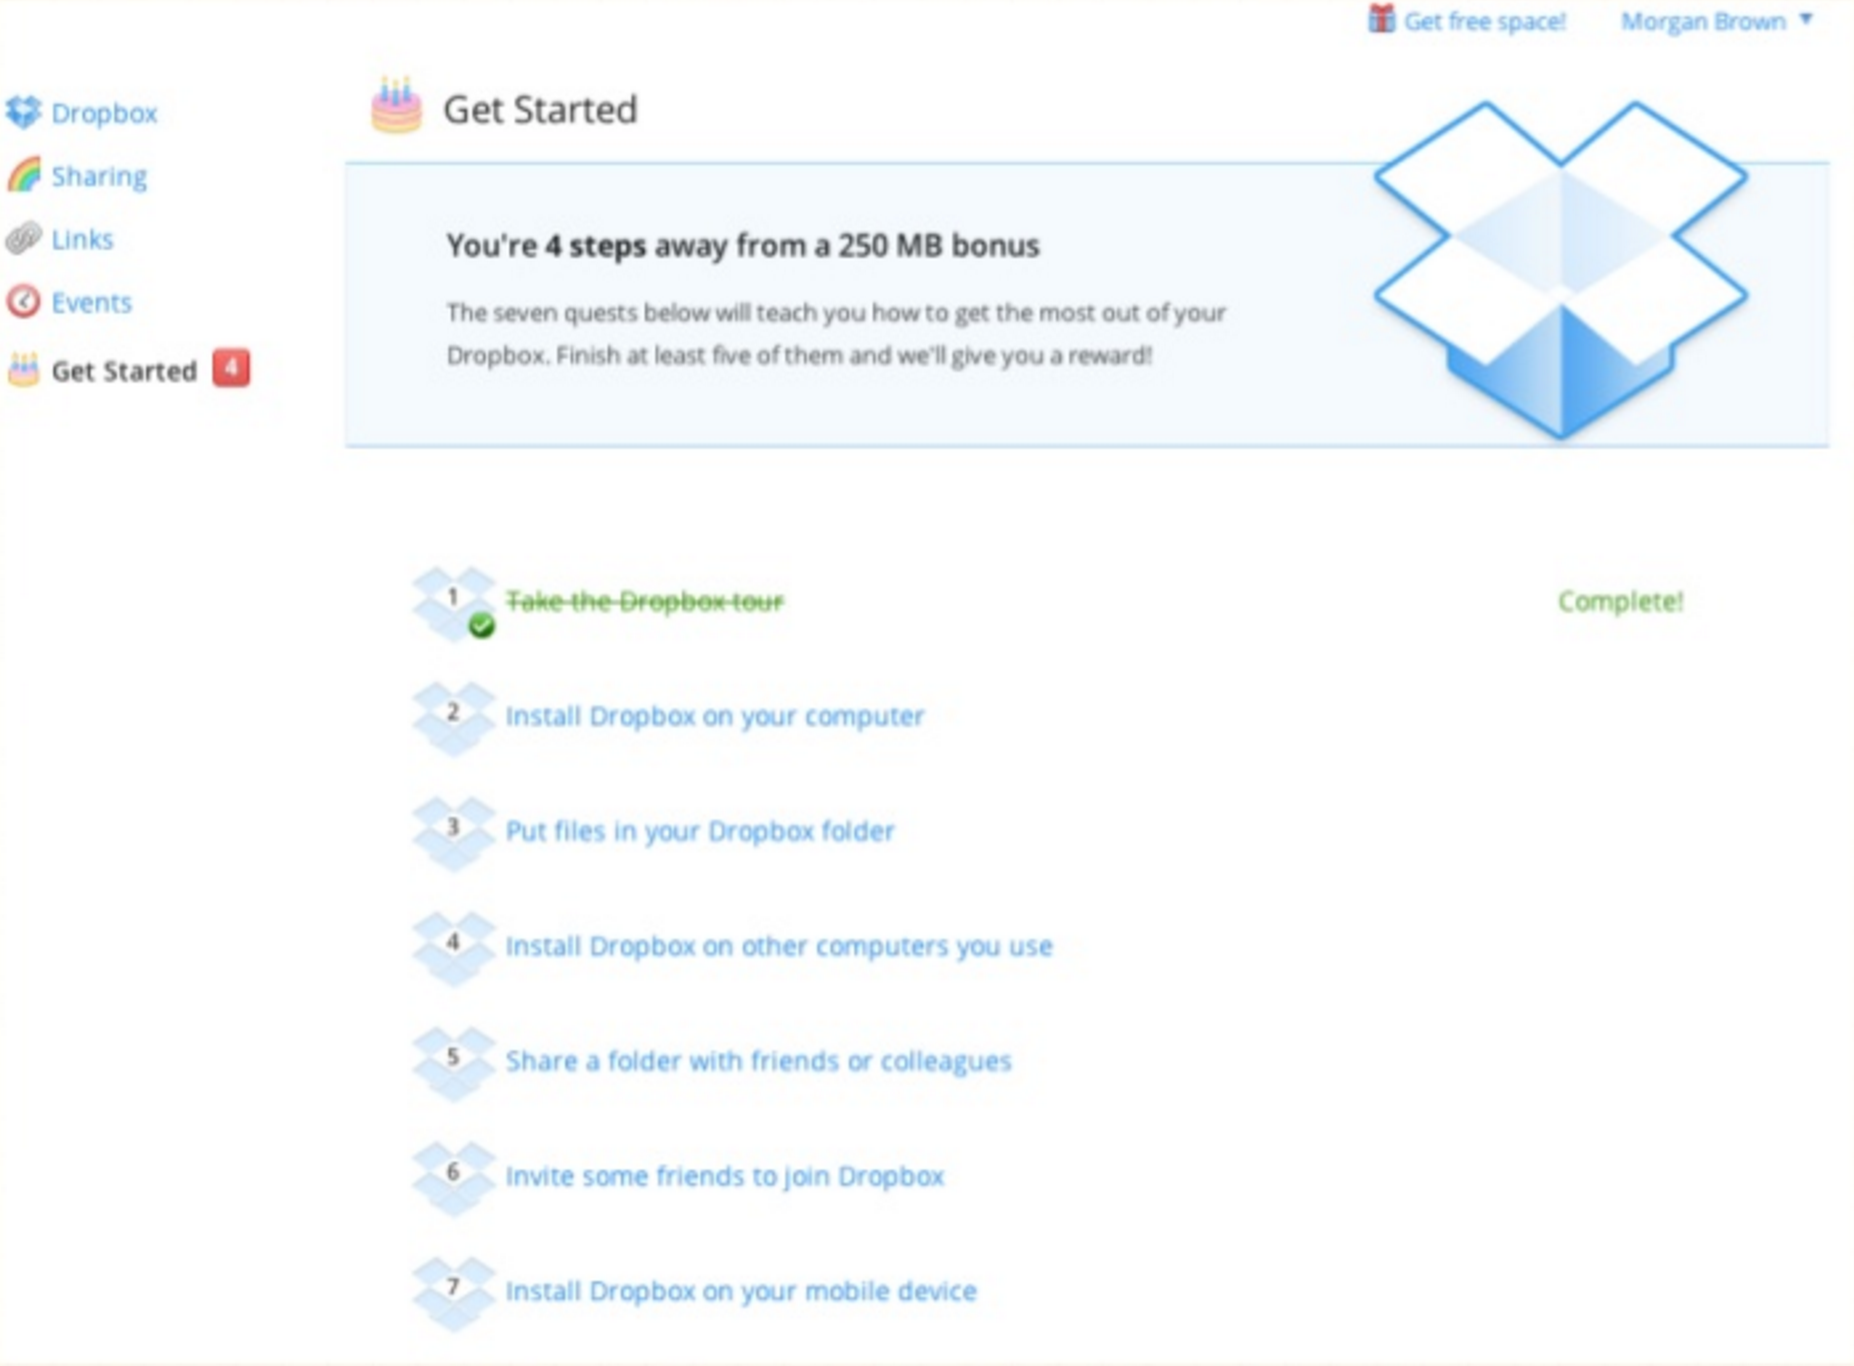 Get free space! Morgan Brown
Dropbox
Sharing
Links
Events
Get Started 4
Get Started
You're 4 steps away from a 250 MB bonus
The seven quests below will teach you how to get the most out of your
Dropbox. Finish at least five of them and we'll give you a reward!
1 Take the Dropbox tour Complete!
2 Install Dropbox on your computer
3 Put files in your Dropbox folder
4 Install Dropbox on other computers you use
5 Share a folder with friends or colleagues
6 Invite some friends to join Dropbox
7 Install Dropbox on your mobile device